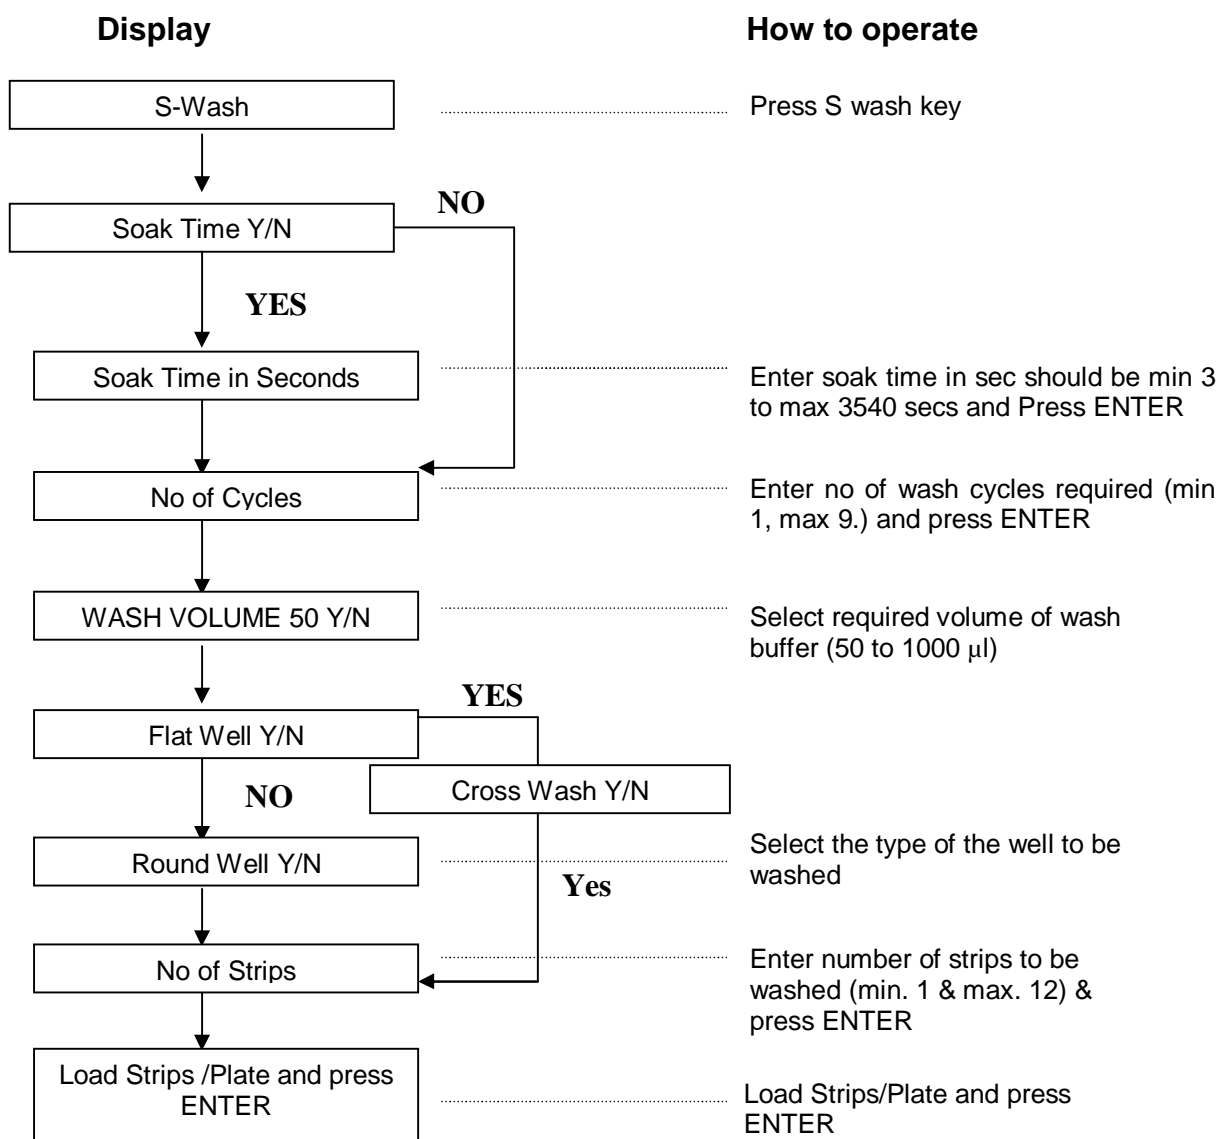 Display
How to operate
S-Wash
Press S wash key
Soak Time Y/N
NO
YES
Soak Time in Seconds
Enter soak time in sec should be min 3
to max 3540 secs and Press ENTER
No of Cycles
Enter no of wash cycles required (min
1, max 9.) and press ENTER
WASH VOLUME 50 Y/N
Select required volume of wash
buffer (50 to 1000 µl)
YES
Flat Well Y/N
Cross Wash Y/N
NO
Round Well Y/N
Select the type of the well to be
washed
Yes
No of Strips
Enter number of strips to be
washed (min. 1 & max. 12) &
press ENTER
Load Strips /Plate and press
ENTER
Load Strips/Plate and press
ENTER